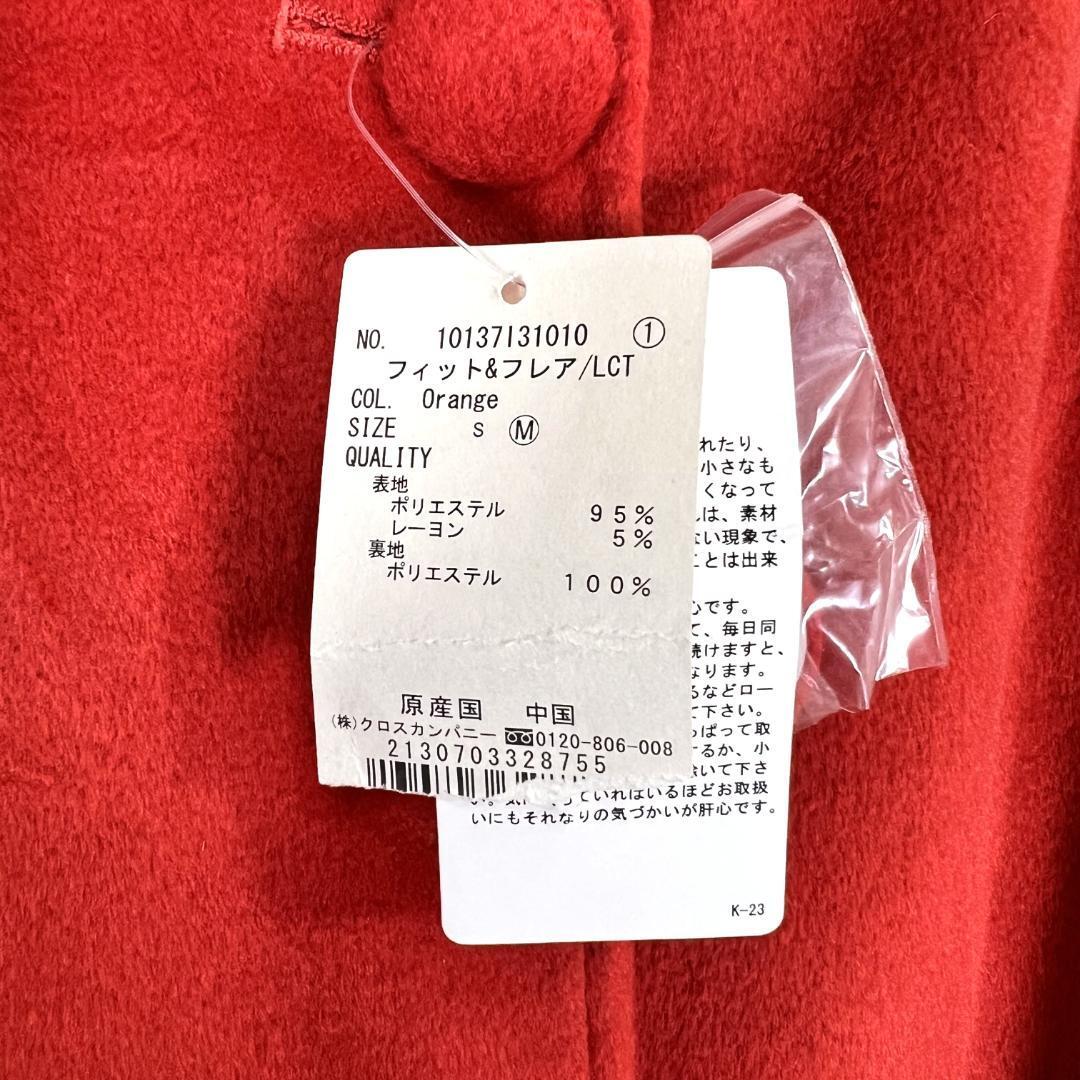 NO. 10137131010 ①
フィット&フレア/LCT
COL. Orange
SIZE S Ⓜ
QUALITY
表地
ポリエステル 95%
レーヨン 5%
裏地
ポリエステル 100%
原産国 中国
(株)クロスカンパニー 0120-806-008
2130703328755
れたり、
小さなも
くなって
は、素材
ない現象で、
ことは出来
心です。
て、毎日同
続けますと、
なります。
るなどロー
て下さい。
っぱって取
するか、小
除いて下さ
っていればいるほどお取扱
いにもそれなりの気づかいが肝心です。
K-23